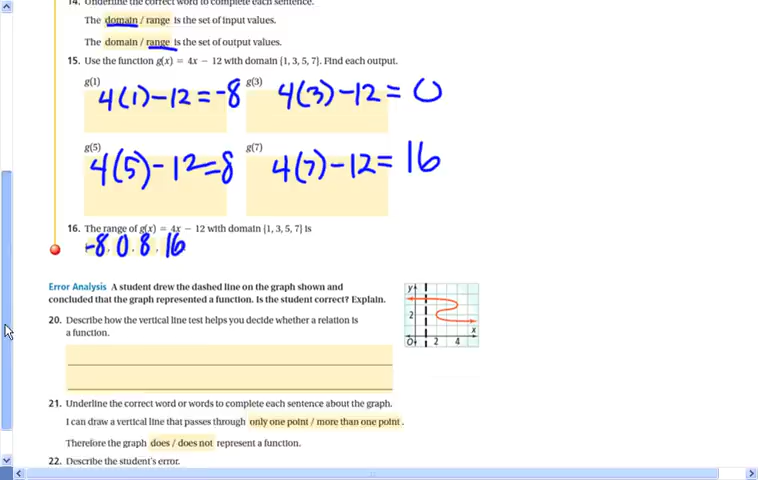 14. Underline the correct word to complete each sentence.
The domain / range is the set of input values.
The domain / range is the set of output values.
15. Use the function g(x) = 4x − 12 with domain {1, 3, 5, 7}. Find each output.
g(1) g(3)
4(1)−12=-8 4(3)−12= 0
g(5) g(7)
4(5)−12=8 4(7)−12= 16
16. The range of g(x) = 4x − 12 with domain {1, 3, 5, 7} is
-8, 0, 8, 16
Error Analysis A student drew the dashed line on the graph shown and
concluded that the graph represented a function. Is the student correct? Explain.
y
2
O 2 4 x
20. Describe how the vertical line test helps you decide whether a relation is
a function.
21. Underline the correct word or words to complete each sentence about the graph.
I can draw a vertical line that passes through only one point / more than one point.
Therefore the graph does / does not represent a function.
22. Describe the student's error.